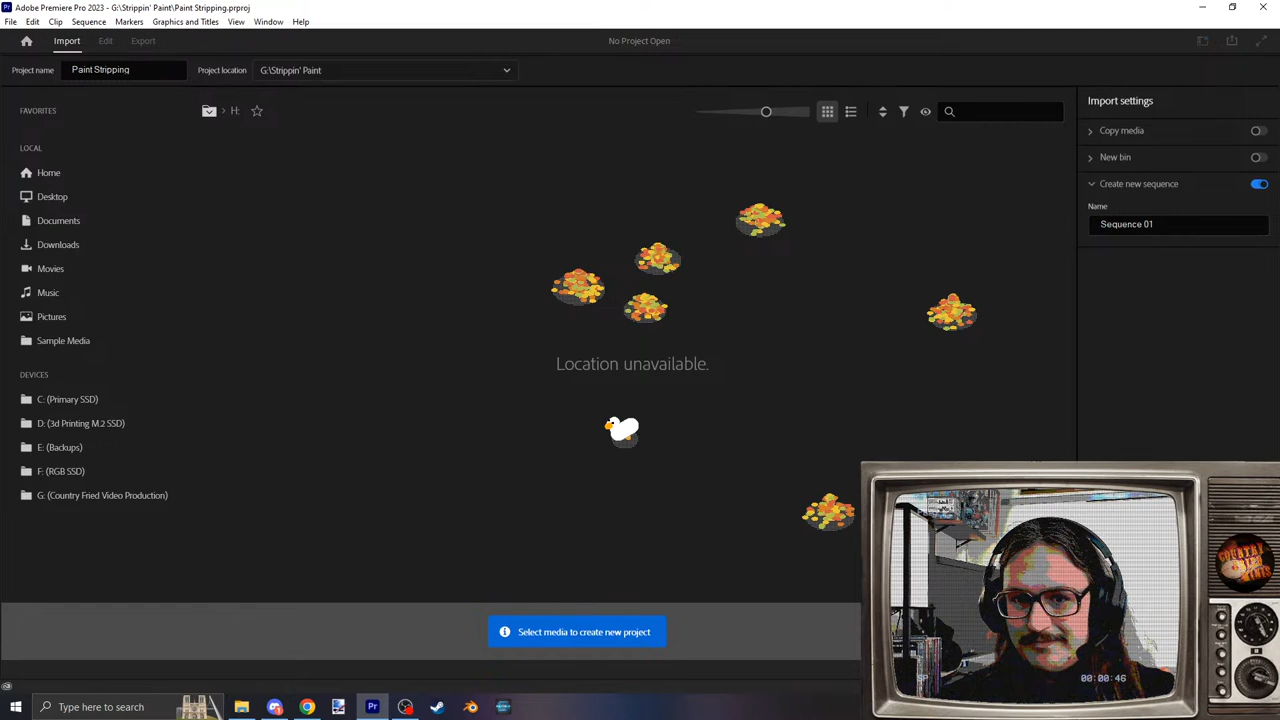 Adobe Premiere Pro 2023 - G:\Strippin' Paint\Paint Stripping.prproj
File Edit Clip Sequence Markers Graphics and Titles View Window Help
Import Edit Export No Project Open
Project name Paint Stripping Project location G:\Strippin' Paint
FAVORITES
H:
LOCAL
Home
Desktop
Documents
Downloads
Movies
Music
Pictures
Sample Media
DEVICES
C: (Primary SSD)
D: (3d Printing M.2 SSD)
E: (Backups)
F: (RGB SSD)
G: (Country Fried Video Production)
Location unavailable.
Select media to create new project
Import settings
Copy media
New bin
Create new sequence
Name
Sequence 01
COUNTRY
SP
00:00:46
Type here to search